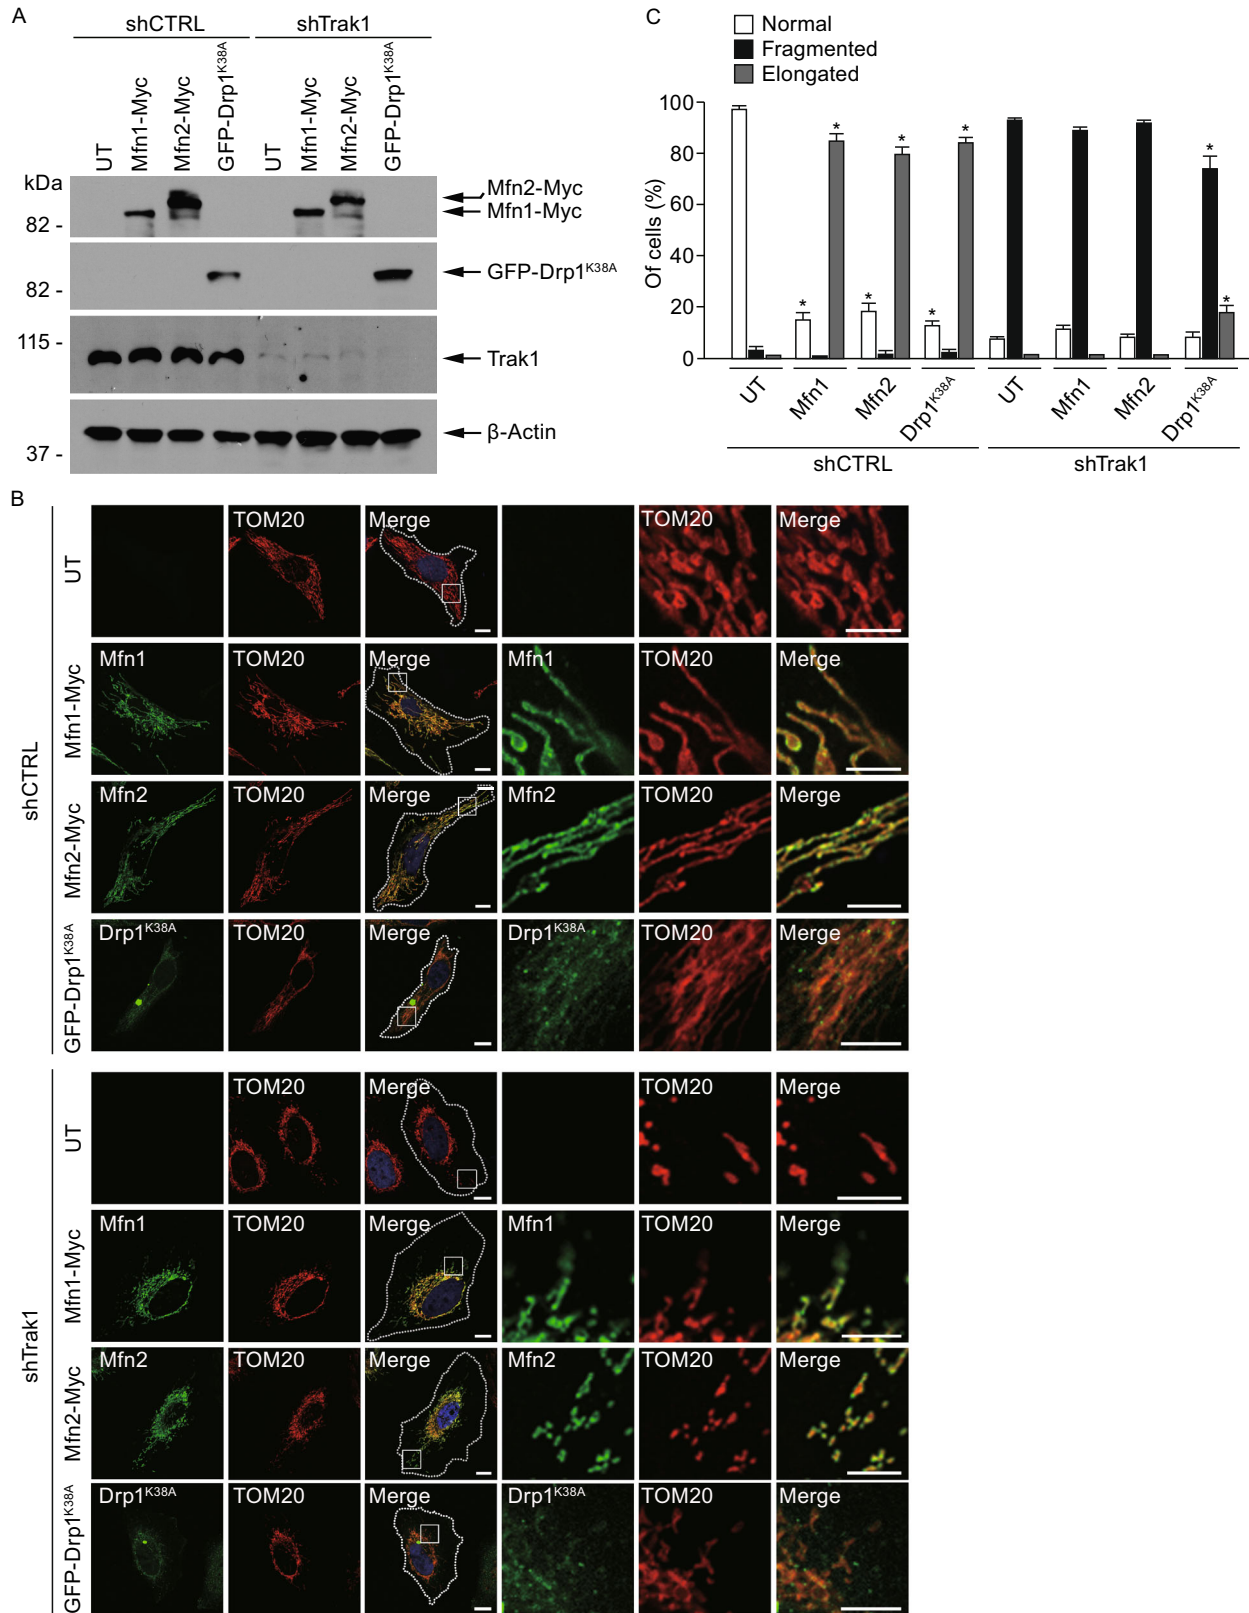 A
shCTRL shTrak1
UT Mfn1-Myc Mfn2-Myc GFP-Drp1K38A UT Mfn1-Myc Mfn2-Myc GFP-Drp1K38A
kDa
82 -
Mfn2-Myc
Mfn1-Myc
82 -
GFP-Drp1K38A
115 -
Trak1
37 -
β-Actin
C
Normal
Fragmented
Elongated
Of cells (%)
100
80
60
40
20
0
* * * * * * * *
UT Mfn1 Mfn2 Drp1K38A UT Mfn1 Mfn2 Drp1K38A
shCTRL shTrak1
B
shCTRL
UT TOM20 Merge TOM20 Merge
Mfn1-Myc Mfn1 TOM20 Merge Mfn1 TOM20 Merge
Mfn2-Myc Mfn2 TOM20 Merge Mfn2 TOM20 Merge
GFP-Drp1K38A Drp1K38A TOM20 Merge Drp1K38A TOM20 Merge
shTrak1
UT TOM20 Merge TOM20 Merge
Mfn1-Myc Mfn1 TOM20 Merge Mfn1 TOM20 Merge
Mfn2-Myc Mfn2 TOM20 Merge Mfn2 TOM20 Merge
GFP-Drp1K38A Drp1K38A TOM20 Merge Drp1K38A TOM20 Merge